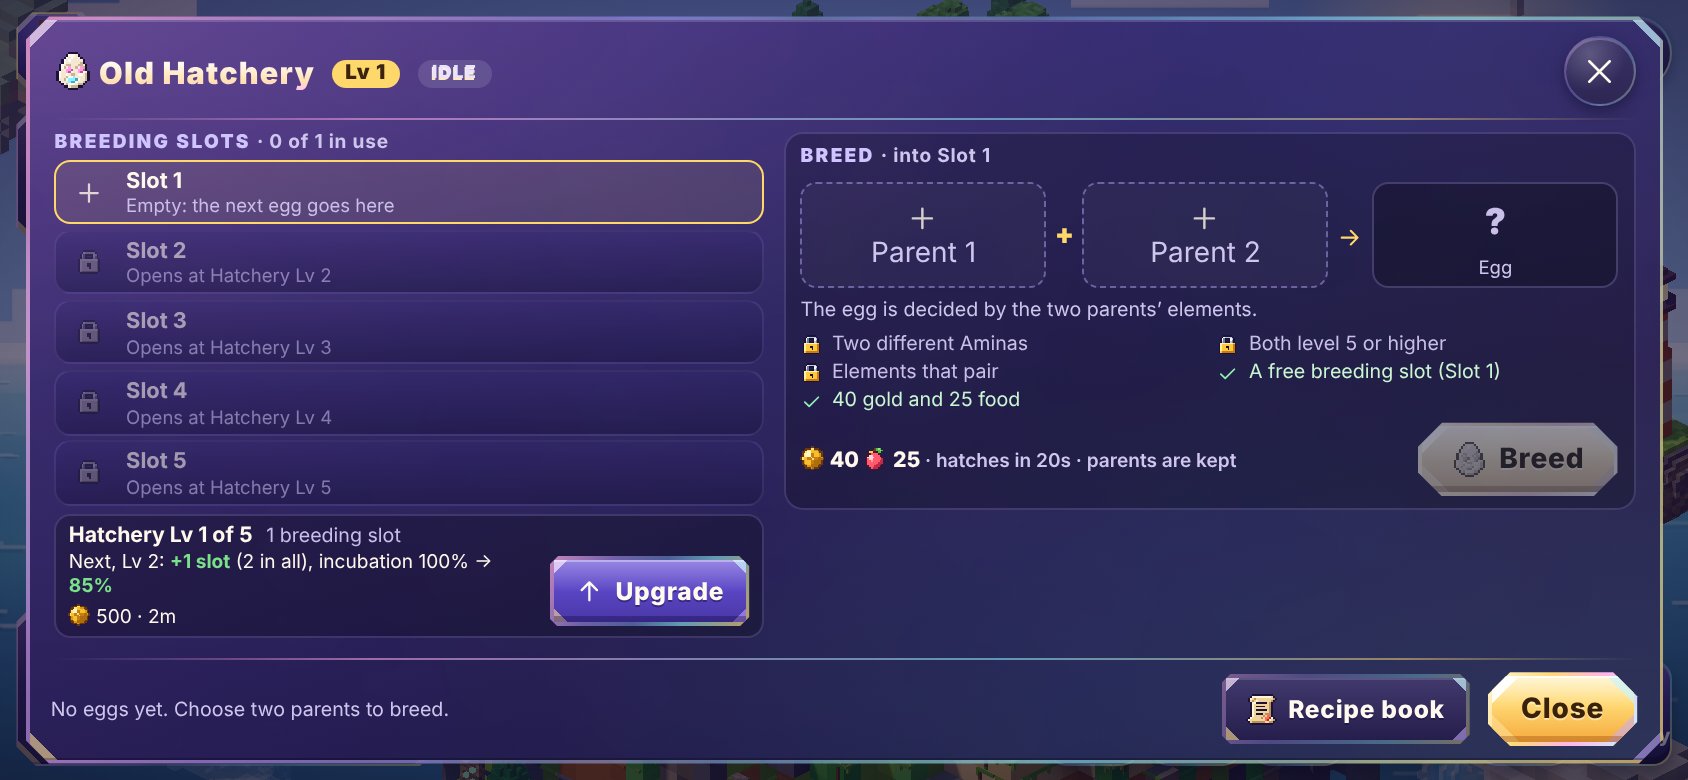 Old Hatchery Lv 1 IDLE
BREEDING SLOTS · 0 of 1 in use
Slot 1
Empty: the next egg goes here
Slot 2
Opens at Hatchery Lv 2
Slot 3
Opens at Hatchery Lv 3
Slot 4
Opens at Hatchery Lv 4
Slot 5
Opens at Hatchery Lv 5
Hatchery Lv 1 of 5 1 breeding slot
Next, Lv 2: +1 slot (2 in all), incubation 100% →
85%
500 · 2m
↑ Upgrade
BREED · into Slot 1
+ Parent 1
+
+ Parent 2
→
?
Egg
The egg is decided by the two parents’ elements.
Two different Aminas
Both level 5 or higher
Elements that pair
✓ A free breeding slot (Slot 1)
✓ 40 gold and 25 food
40 25 · hatches in 20s · parents are kept
Breed
No eggs yet. Choose two parents to breed.
Recipe book
Close